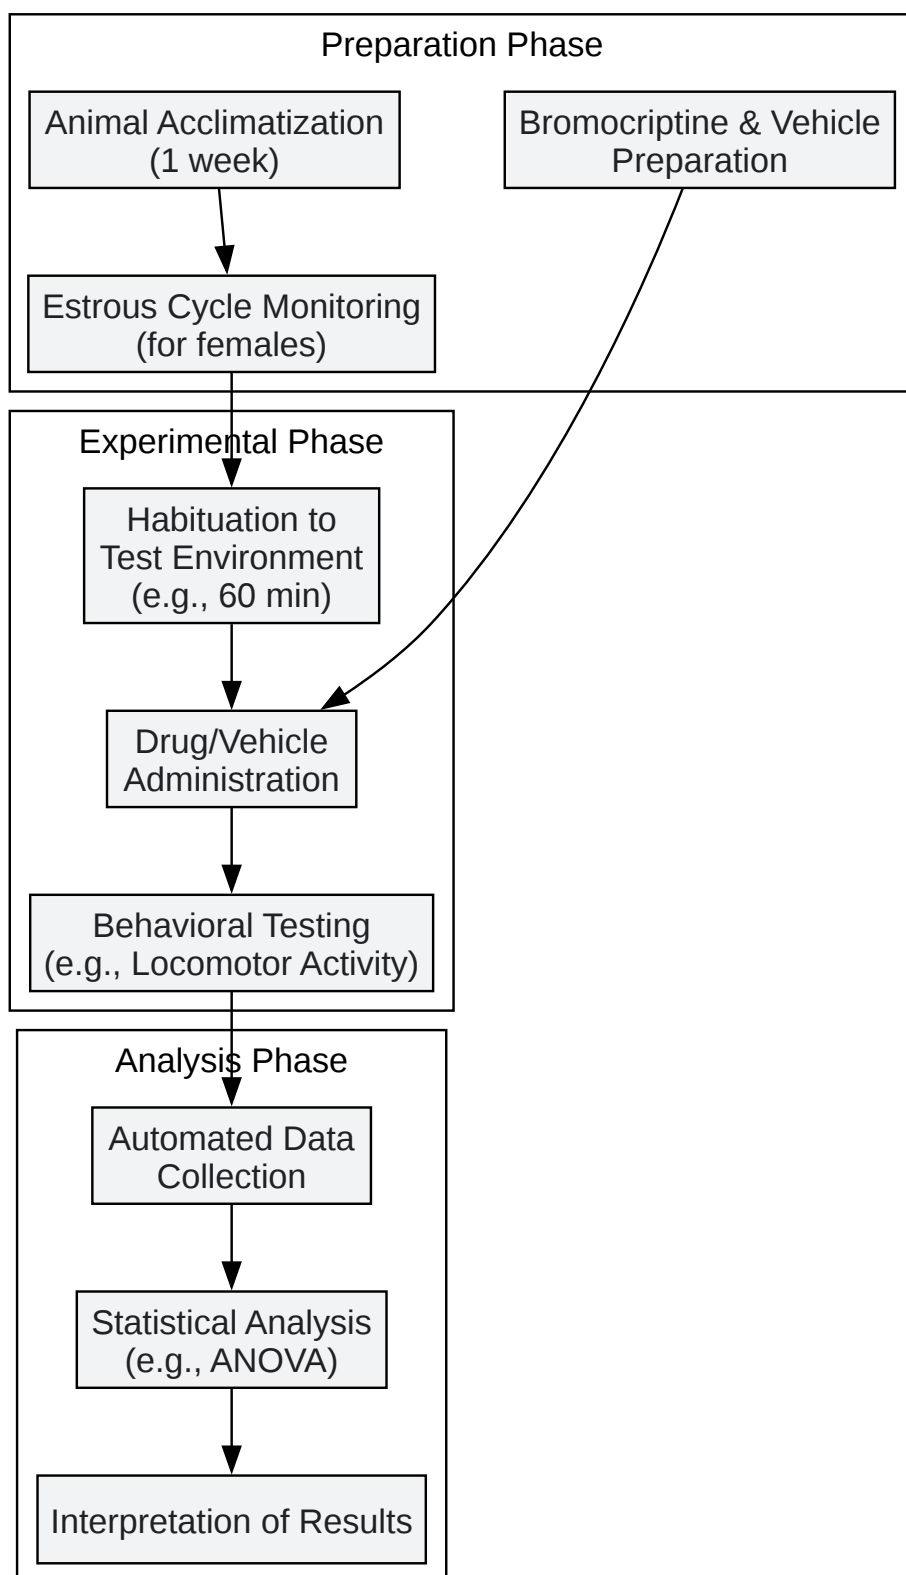 Preparation Phase
Animal Acclimatization
(1 week)
Bromocriptine & Vehicle
Preparation
Estrous Cycle Monitoring
(for females)
Experimental Phase
Habituation to
Test Environment
(e.g., 60 min)
Drug/Vehicle
Administration
Behavioral Testing
(e.g., Locomotor Activity)
Analysis Phase
Automated Data
Collection
Statistical Analysis
(e.g., ANOVA)
Interpretation of Results